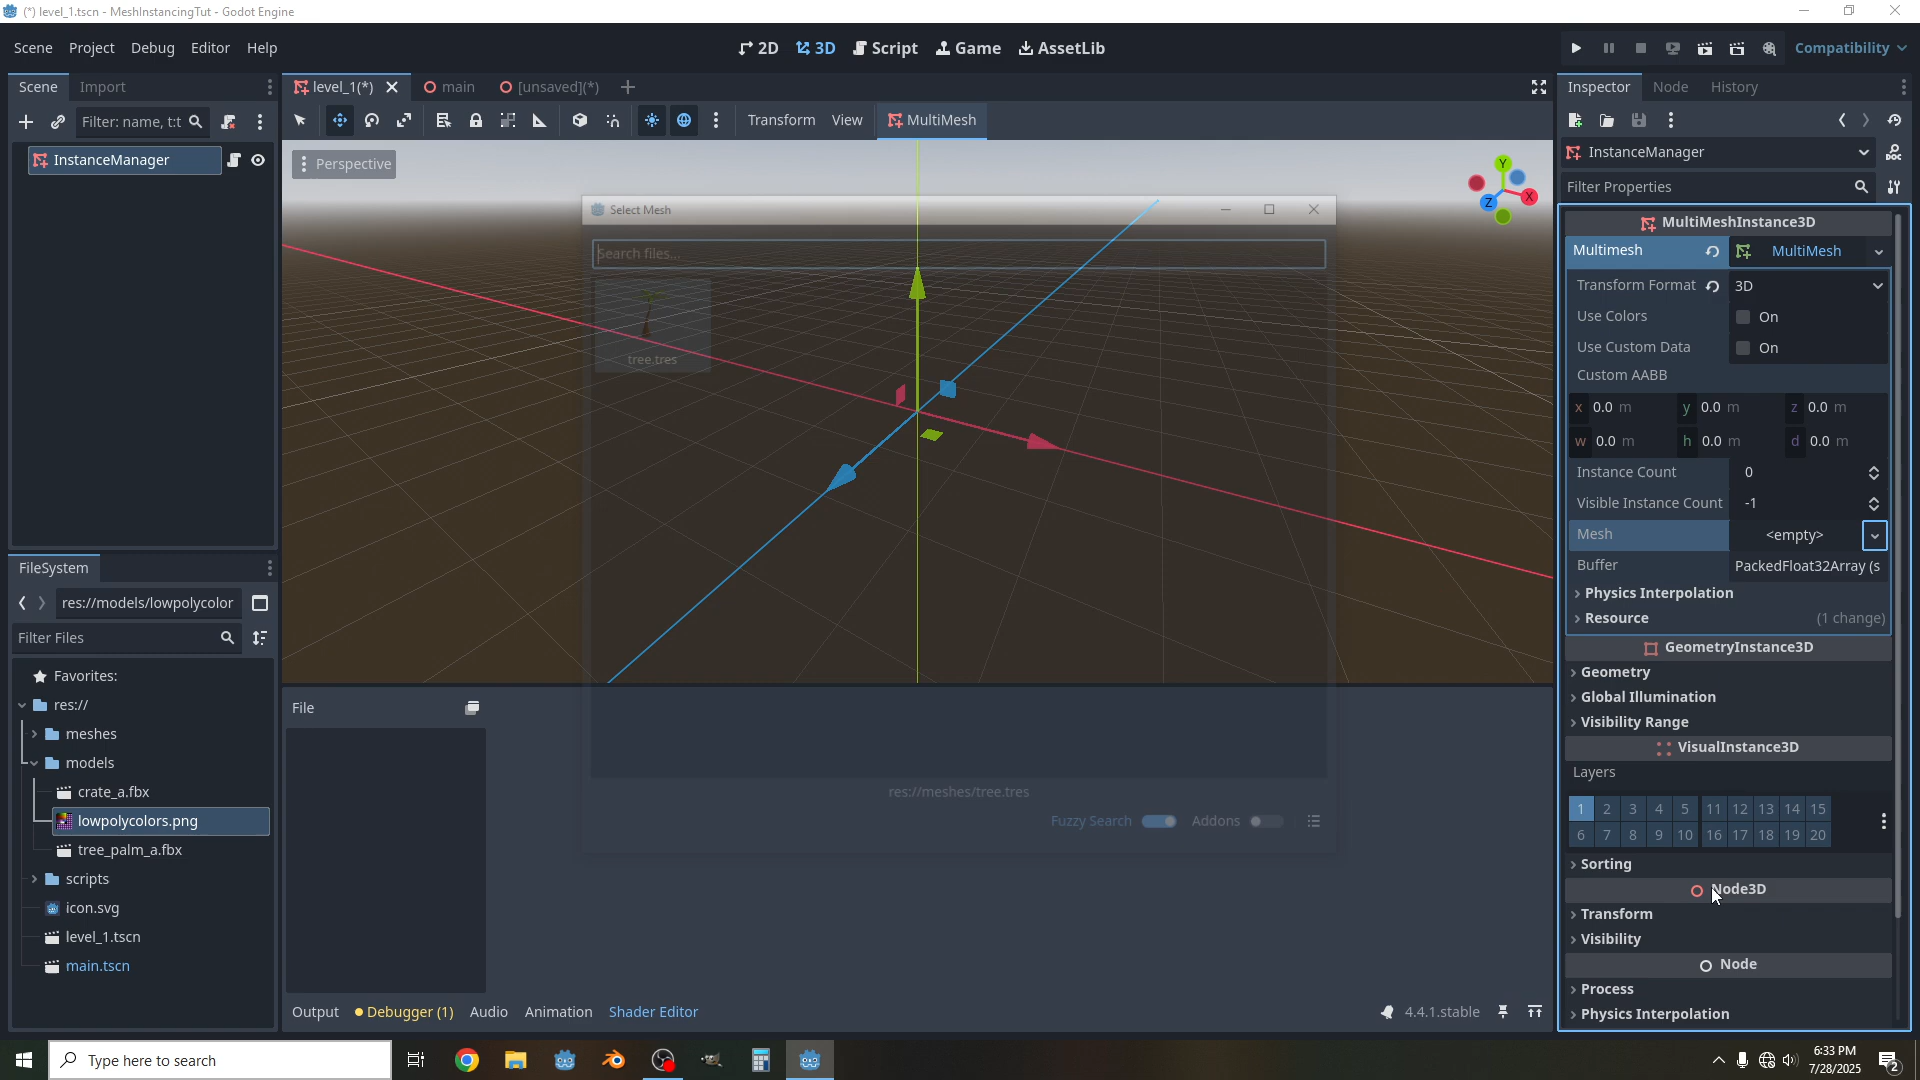 (*) level_1.tscn - MeshInstancingTut - Godot Engine
Scene Project Debug Editor Help
2D 3D Script Game AssetLib
Compatibility
Scene Import
level_1(*) main [unsaved](*)
Inspector Node History
Filter: name, t:t
Transform View MultiMesh
InstanceManager
Perspective
Y
X
Z
InstanceManager
Filter Properties
Select Mesh
Search files...
tree.tres
res://meshes/tree.tres
Fuzzy Search Addons
MultiMeshInstance3D
Multimesh MultiMesh
Transform Format 3D
Use Colors On
Use Custom Data On
Custom AABB
x 0.0 m y 0.0 m z 0.0 m
w 0.0 m h 0.0 m d 0.0 m
Instance Count 0
Visible Instance Count -1
Mesh <empty>
Buffer PackedFloat32Array (s
Physics Interpolation
Resource (1 change)
GeometryInstance3D
Geometry
Global Illumination
Visibility Range
VisualInstance3D
Layers
1 2 3 4 5 11 12 13 14 15
6 7 8 9 10 16 17 18 19 20
Sorting
Node3D
Transform
Visibility
Node
Process
Physics Interpolation
FileSystem
res://models/lowpolycolor
Filter Files
Favorites:
res://
meshes
models
crate_a.fbx
lowpolycolors.png
tree_palm_a.fbx
scripts
icon.svg
level_1.tscn
main.tscn
File
Output Debugger (1) Audio Animation Shader Editor
4.4.1.stable
Type here to search
6:33 PM
7/28/2025
2